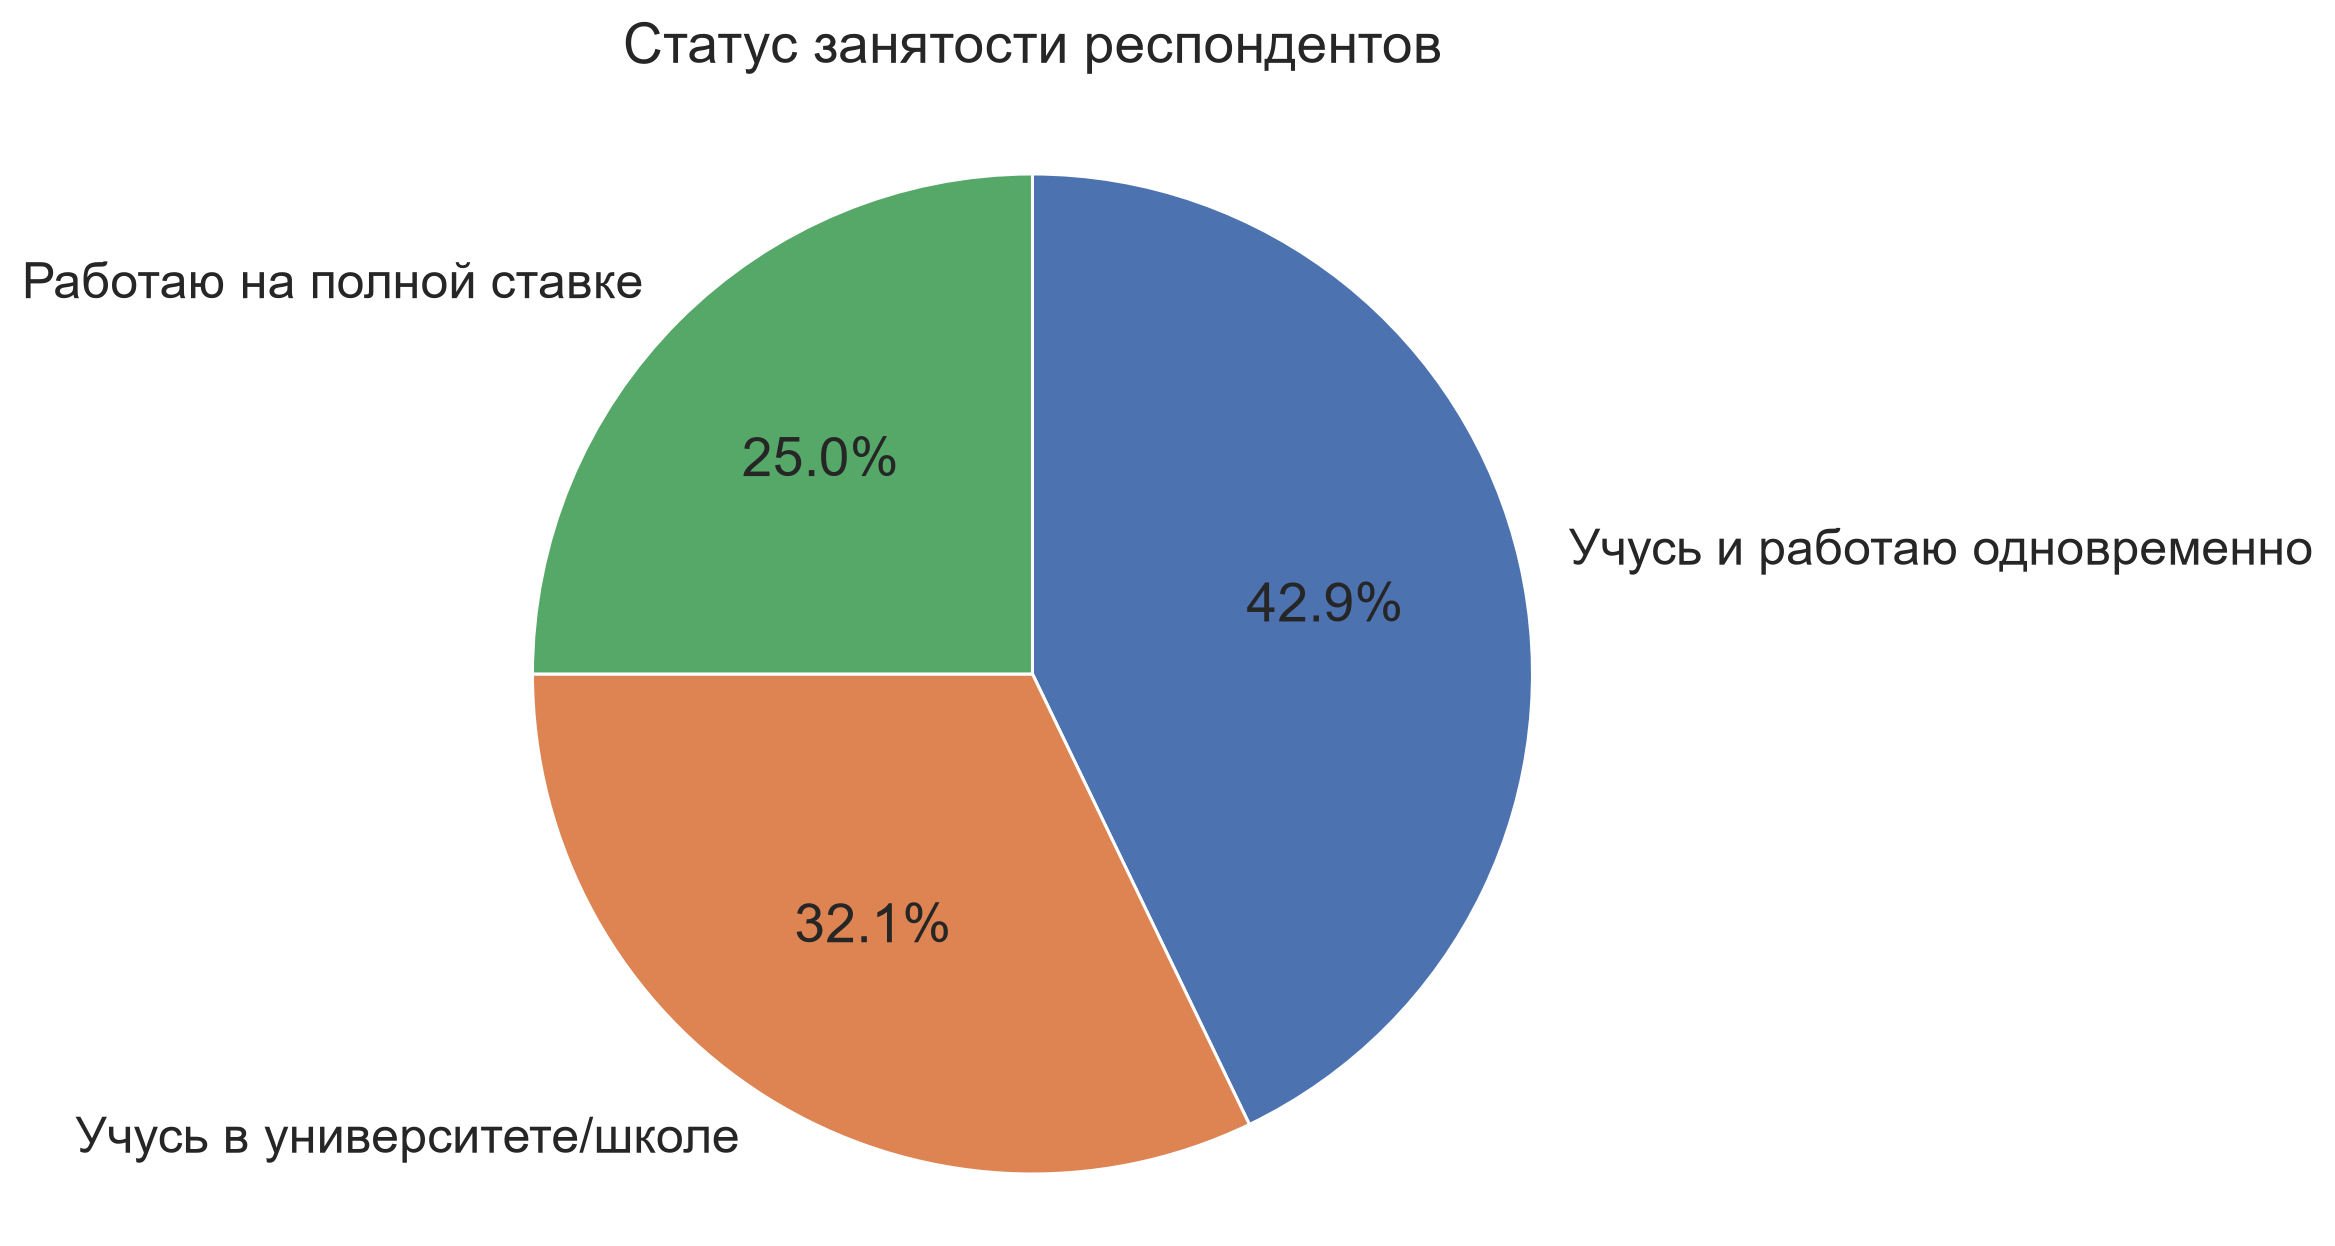 Статус занятости респондентов
Работаю на полной ставке
25.0%
Учусь и работаю одновременно
42.9%
32.1%
Учусь в университете/школе